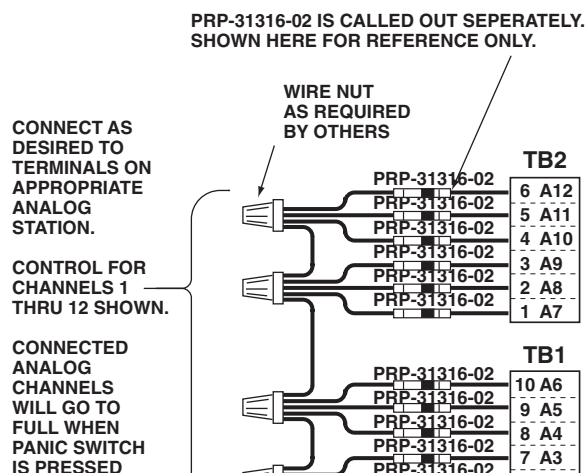 PRP-31316-02 IS CALLED OUT SEPERATELY.
SHOWN HERE FOR REFERENCE ONLY.
WIRE NUT
AS REQUIRED
BY OTHERS
CONNECT AS
DESIRED TO
TERMINALS ON
APPROPRIATE
ANALOG
STATION.
CONTROL FOR
CHANNELS 1
THRU 12 SHOWN.
CONNECTED
ANALOG
CHANNELS
WILL GO TO
FULL WHEN
PANIC SWITCH
IS PRESSED
TB2
PRP-31316-02
6 A12
PRP-31316-02
5 A11
PRP-31316-02
4 A10
PRP-31316-02
3 A9
PRP-31316-02
2 A8
PRP-31316-02
1 A7
TB1
PRP-31316-02
10 A6
PRP-31316-02
9 A5
PRP-31316-02
8 A4
PRP-31316-02
7 A3
PRP-31316-02